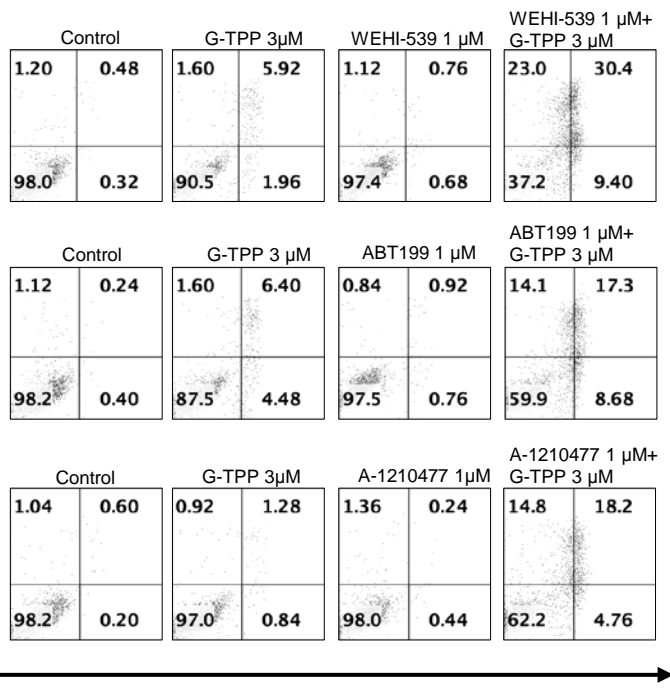 WEHI-539 1 µM+
Control G-TPP 3µM WEHI-539 1 µM G-TPP 3 µM
1.20 0.48 1.60 5.92 1.12 0.76 23.0 30.4
98.0 0.32 90.5 1.96 97.4 0.68 37.2 9.40
ABT199 1 µM+
Control G-TPP 3 µM ABT199 1 µM G-TPP 3 µM
1.12 0.24 1.60 6.40 0.84 0.92 14.1 17.3
98.2 0.40 87.5 4.48 97.5 0.76 59.9 8.68
A-1210477 1 µM+
Control G-TPP 3µM A-1210477 1µM G-TPP 3 µM
1.04 0.60 0.92 1.28 1.36 0.24 14.8 18.2
98.2 0.20 97.0 0.84 98.0 0.44 62.2 4.76